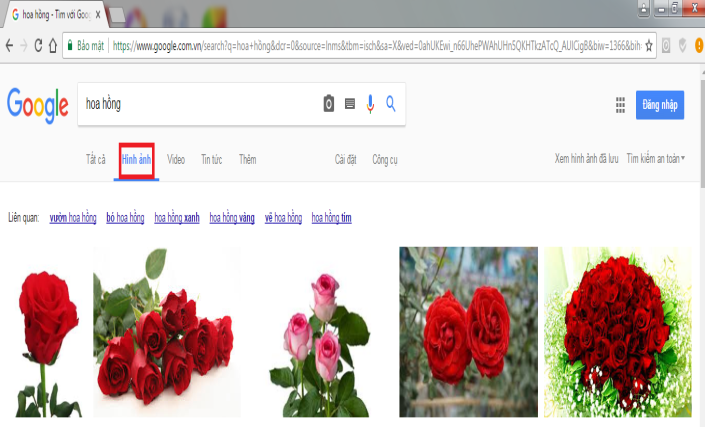 hoa hồng - Tìm với Goog
Bảo mật | https://www.google.com.vn/search?q=hoa+hồng&dcr=0&source=lnms&tbm=isch&sa=X&ved=0ahUKEwi_n66UhePWAhUHn5QKHTkzATcQ_AUICigB&biw=1366&bih
Google hoa hồng Đăng nhập
Tất cả Hình ảnh Video Tin tức Thêm Cài đặt Công cụ Xem hình ảnh đã lưu Tìm kiếm an toàn
Liên quan: vườn hoa hồng bó hoa hồng hoa hồng xanh hoa hồng vàng vẽ hoa hồng hoa hồng tím